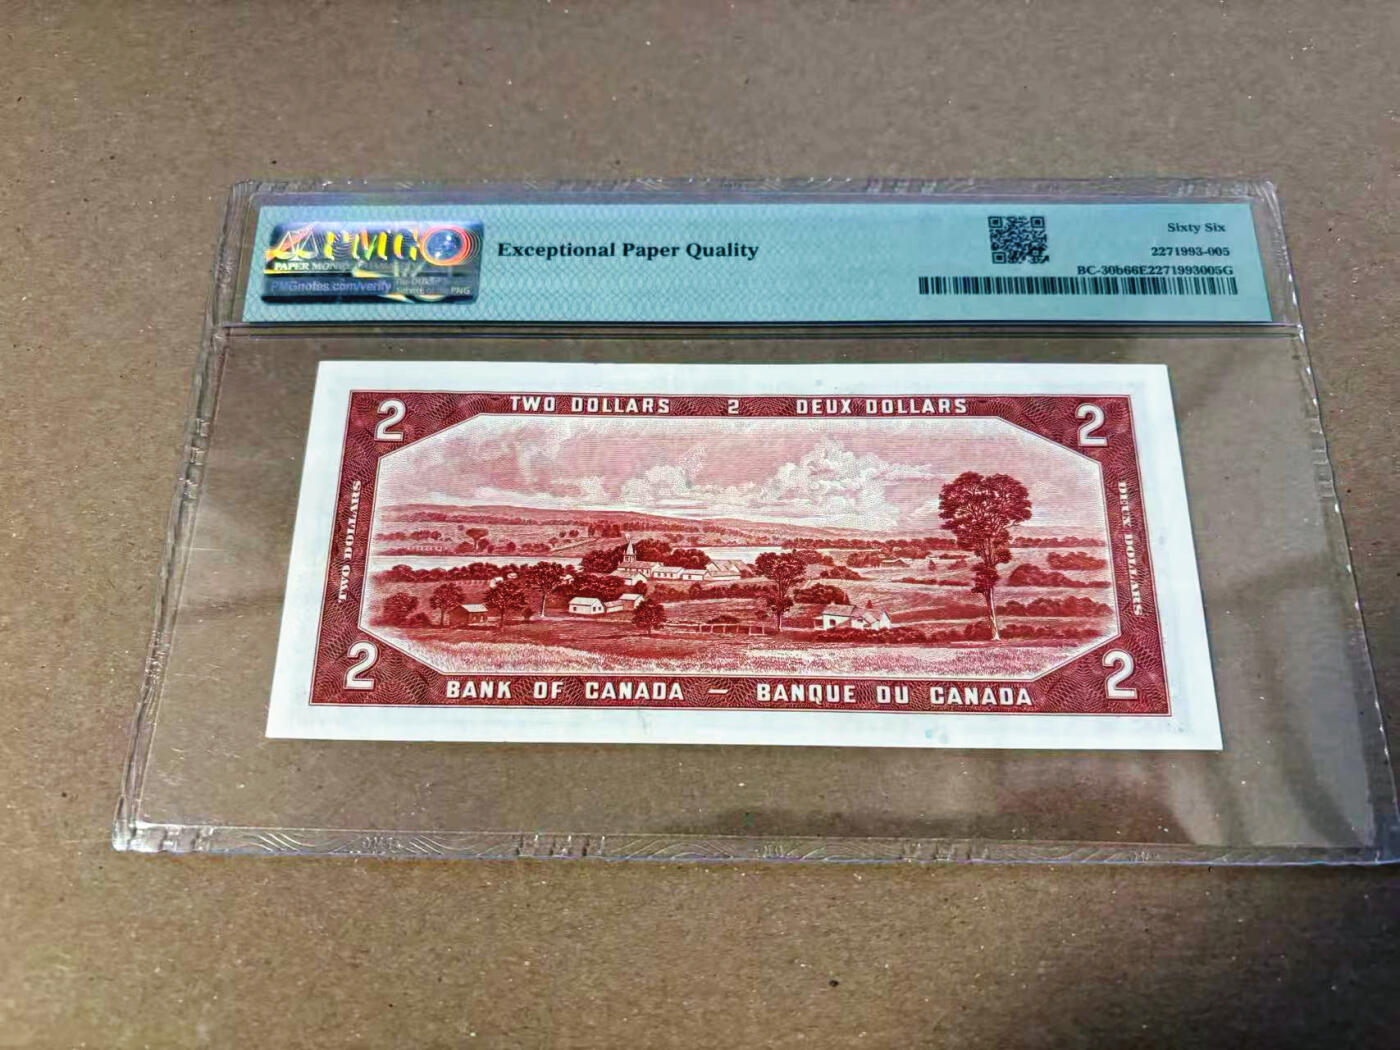 PMG
PAPER MONEY
PMGnotes.com/verify
Exceptional Paper Quality
Sixty Six
2271993-005
BC-30b66E2271993005G
2 TWO DOLLARS 2 DEUX DOLLARS 2
TWO DOLLARS
DEUX DOLLARS
2 2
BANK OF CANADA — BANQUE DU CANADA